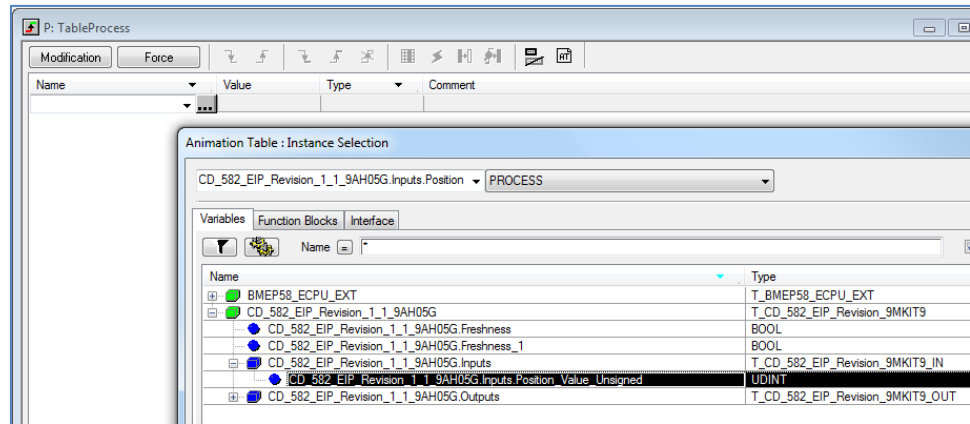 P: TableProcess
Modification Force
Name Value Type Comment
...
Animation Table : Instance Selection
CD_582_EIP_Revision_1_1_9AH05G.Inputs.Position PROCESS
Variables Function Blocks Interface
Name = *
Name Type
BMEP58_ECPU_EXT T_BMEP58_ECPU_EXT
CD_582_EIP_Revision_1_1_9AH05G T_CD_582_EIP_Revision_9MKIT9
CD_582_EIP_Revision_1_1_9AH05G.Freshness BOOL
CD_582_EIP_Revision_1_1_9AH05G.Freshness_1 BOOL
CD_582_EIP_Revision_1_1_9AH05G.Inputs T_CD_582_EIP_Revision_9MKIT9_IN
CD_582_EIP_Revision_1_1_9AH05G.Inputs.Position_Value_Unsigned UDINT
CD_582_EIP_Revision_1_1_9AH05G.Outputs T_CD_582_EIP_Revision_9MKIT9_OUT